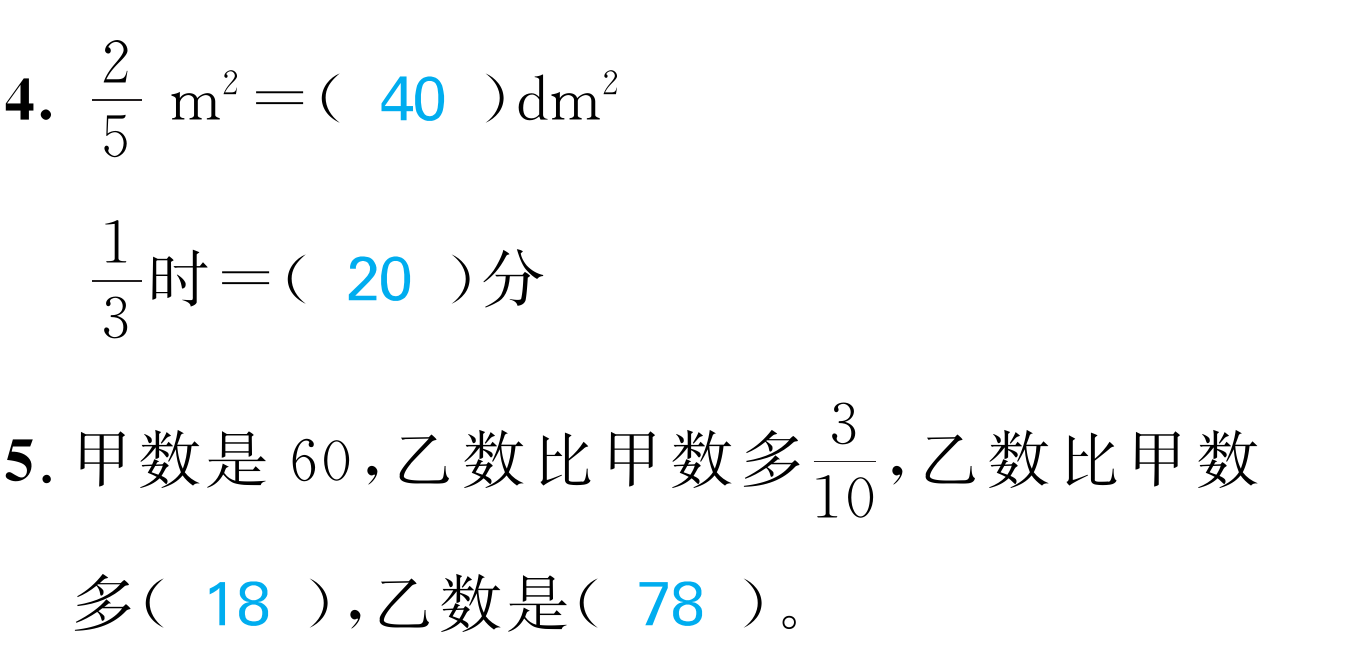 4. 2/5 m²=( 40 )dm²
1/3时=( 20 )分
5. 甲数是 60,乙数比甲数多3/10,乙数比甲数
多( 18 ),乙数是( 78 )。